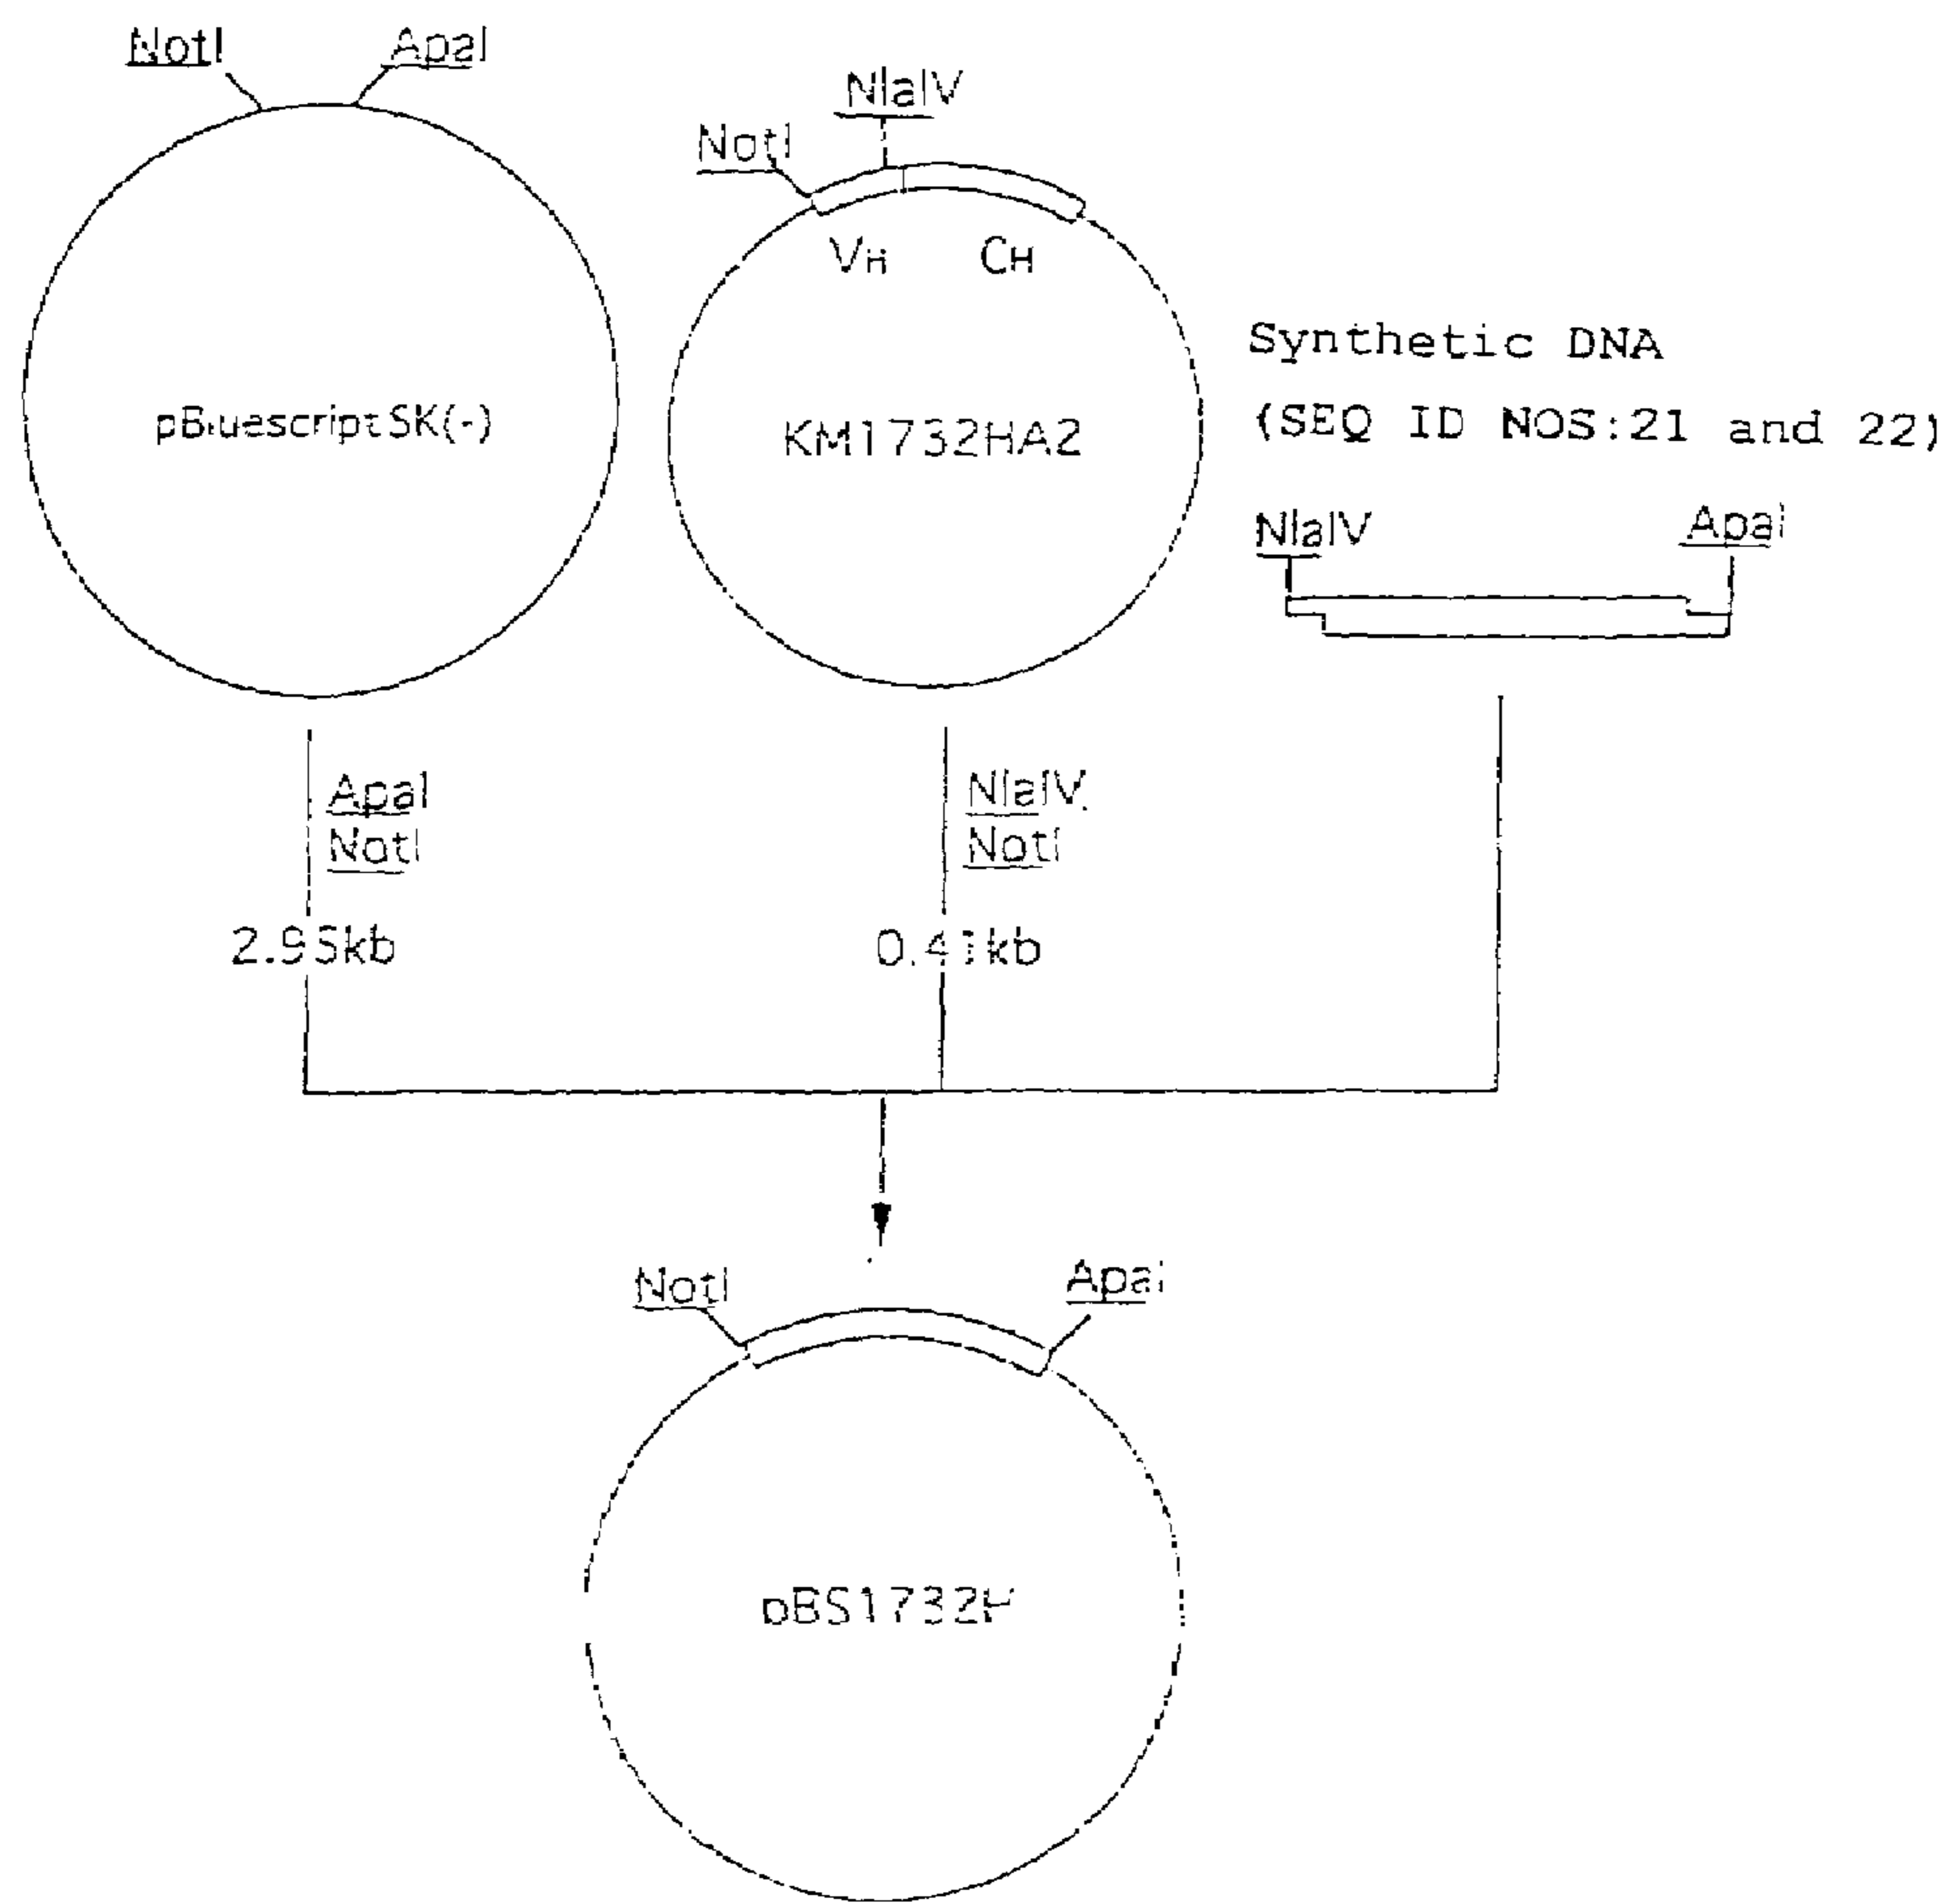 NotI
ApaI
NlaIV
NotI
VH
CH
pBluescriptSK(-)
KM1732HA2
Synthetic DNA
(SEQ ID NOS:21 and 22)
NlaIV
ApaI
ApaI
NotI
NlaIV
NotI
2.95kb
0.41kb
NotI
ApaI
pBS1732H